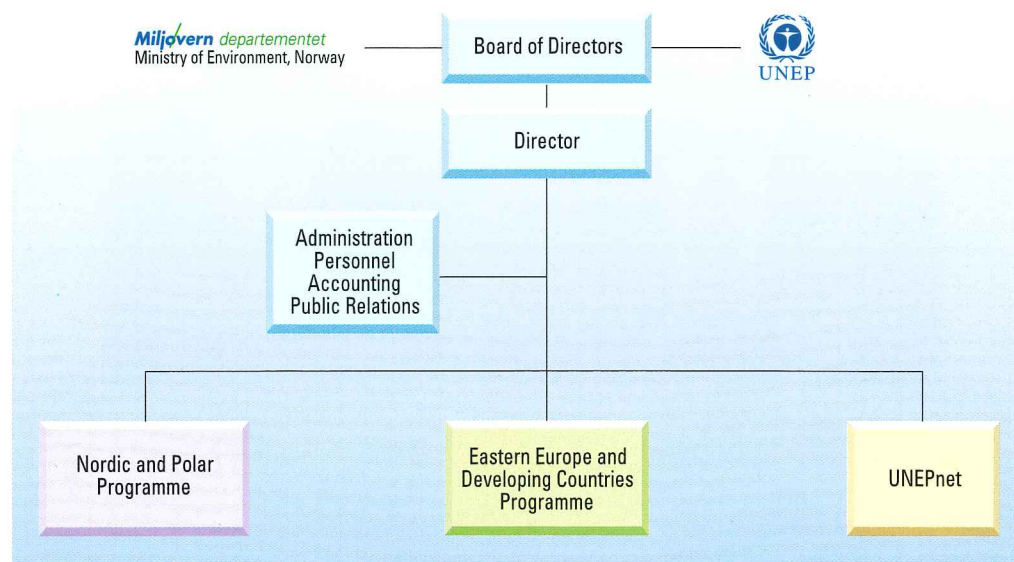 Miljøvern departementet
Ministry of Environment, Norway
Board of Directors
UNEP
Director
Administration
Personnel
Accounting
Public Relations
Nordic and Polar
Programme
Eastern Europe and
Developing Countries
Programme
UNEPnet